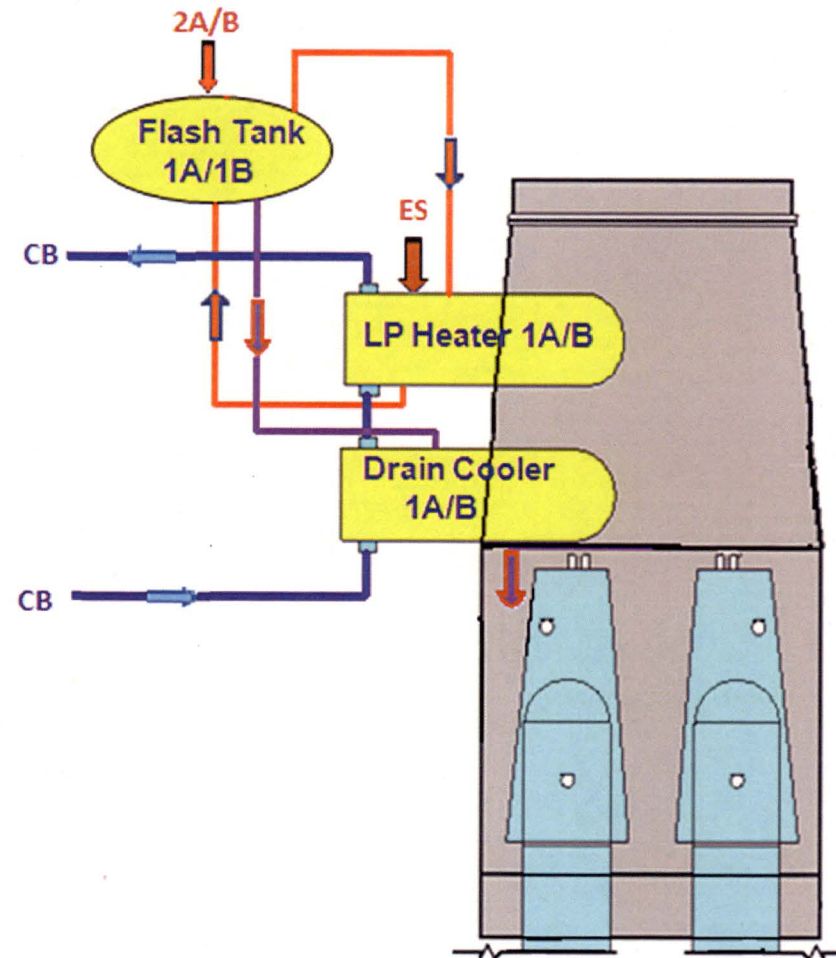 2A/B
Flash Tank
1A/1B
ES
CB
LP Heater 1A/B
Drain Cooler
1A/B
CB